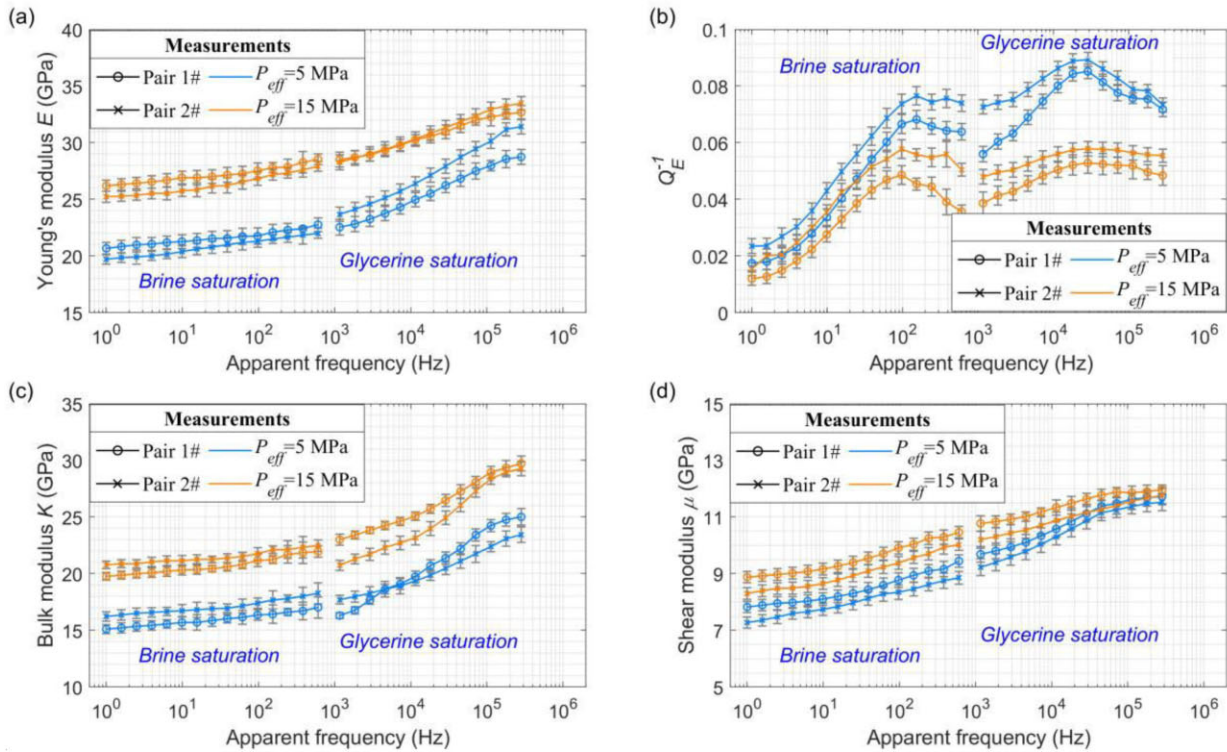 (a)
Measurements
Pair 1# P_eff=5 MPa
Pair 2# P_eff=15 MPa
Brine saturation
Glycerine saturation
Young's modulus E (GPa)
40
35
30
25
20
15
10^0 10^1 10^2 10^3 10^4 10^5 10^6
Apparent frequency (Hz)
(b)
Brine saturation
Glycerine saturation
Measurements
Pair 1# P_eff=5 MPa
Pair 2# P_eff=15 MPa
Q_E^-1
0.1
0.08
0.06
0.04
0.02
0
10^0 10^1 10^2 10^3 10^4 10^5 10^6
Apparent frequency (Hz)
(c)
Measurements
Pair 1# P_eff=5 MPa
Pair 2# P_eff=15 MPa
Brine saturation
Glycerine saturation
Bulk modulus K (GPa)
35
30
25
20
15
10
10^0 10^1 10^2 10^3 10^4 10^5 10^6
Apparent frequency (Hz)
(d)
Measurements
Pair 1# P_eff=5 MPa
Pair 2# P_eff=15 MPa
Brine saturation
Glycerine saturation
Shear modulus μ (GPa)
15
13
11
9
7
5
10^0 10^1 10^2 10^3 10^4 10^5 10^6
Apparent frequency (Hz)